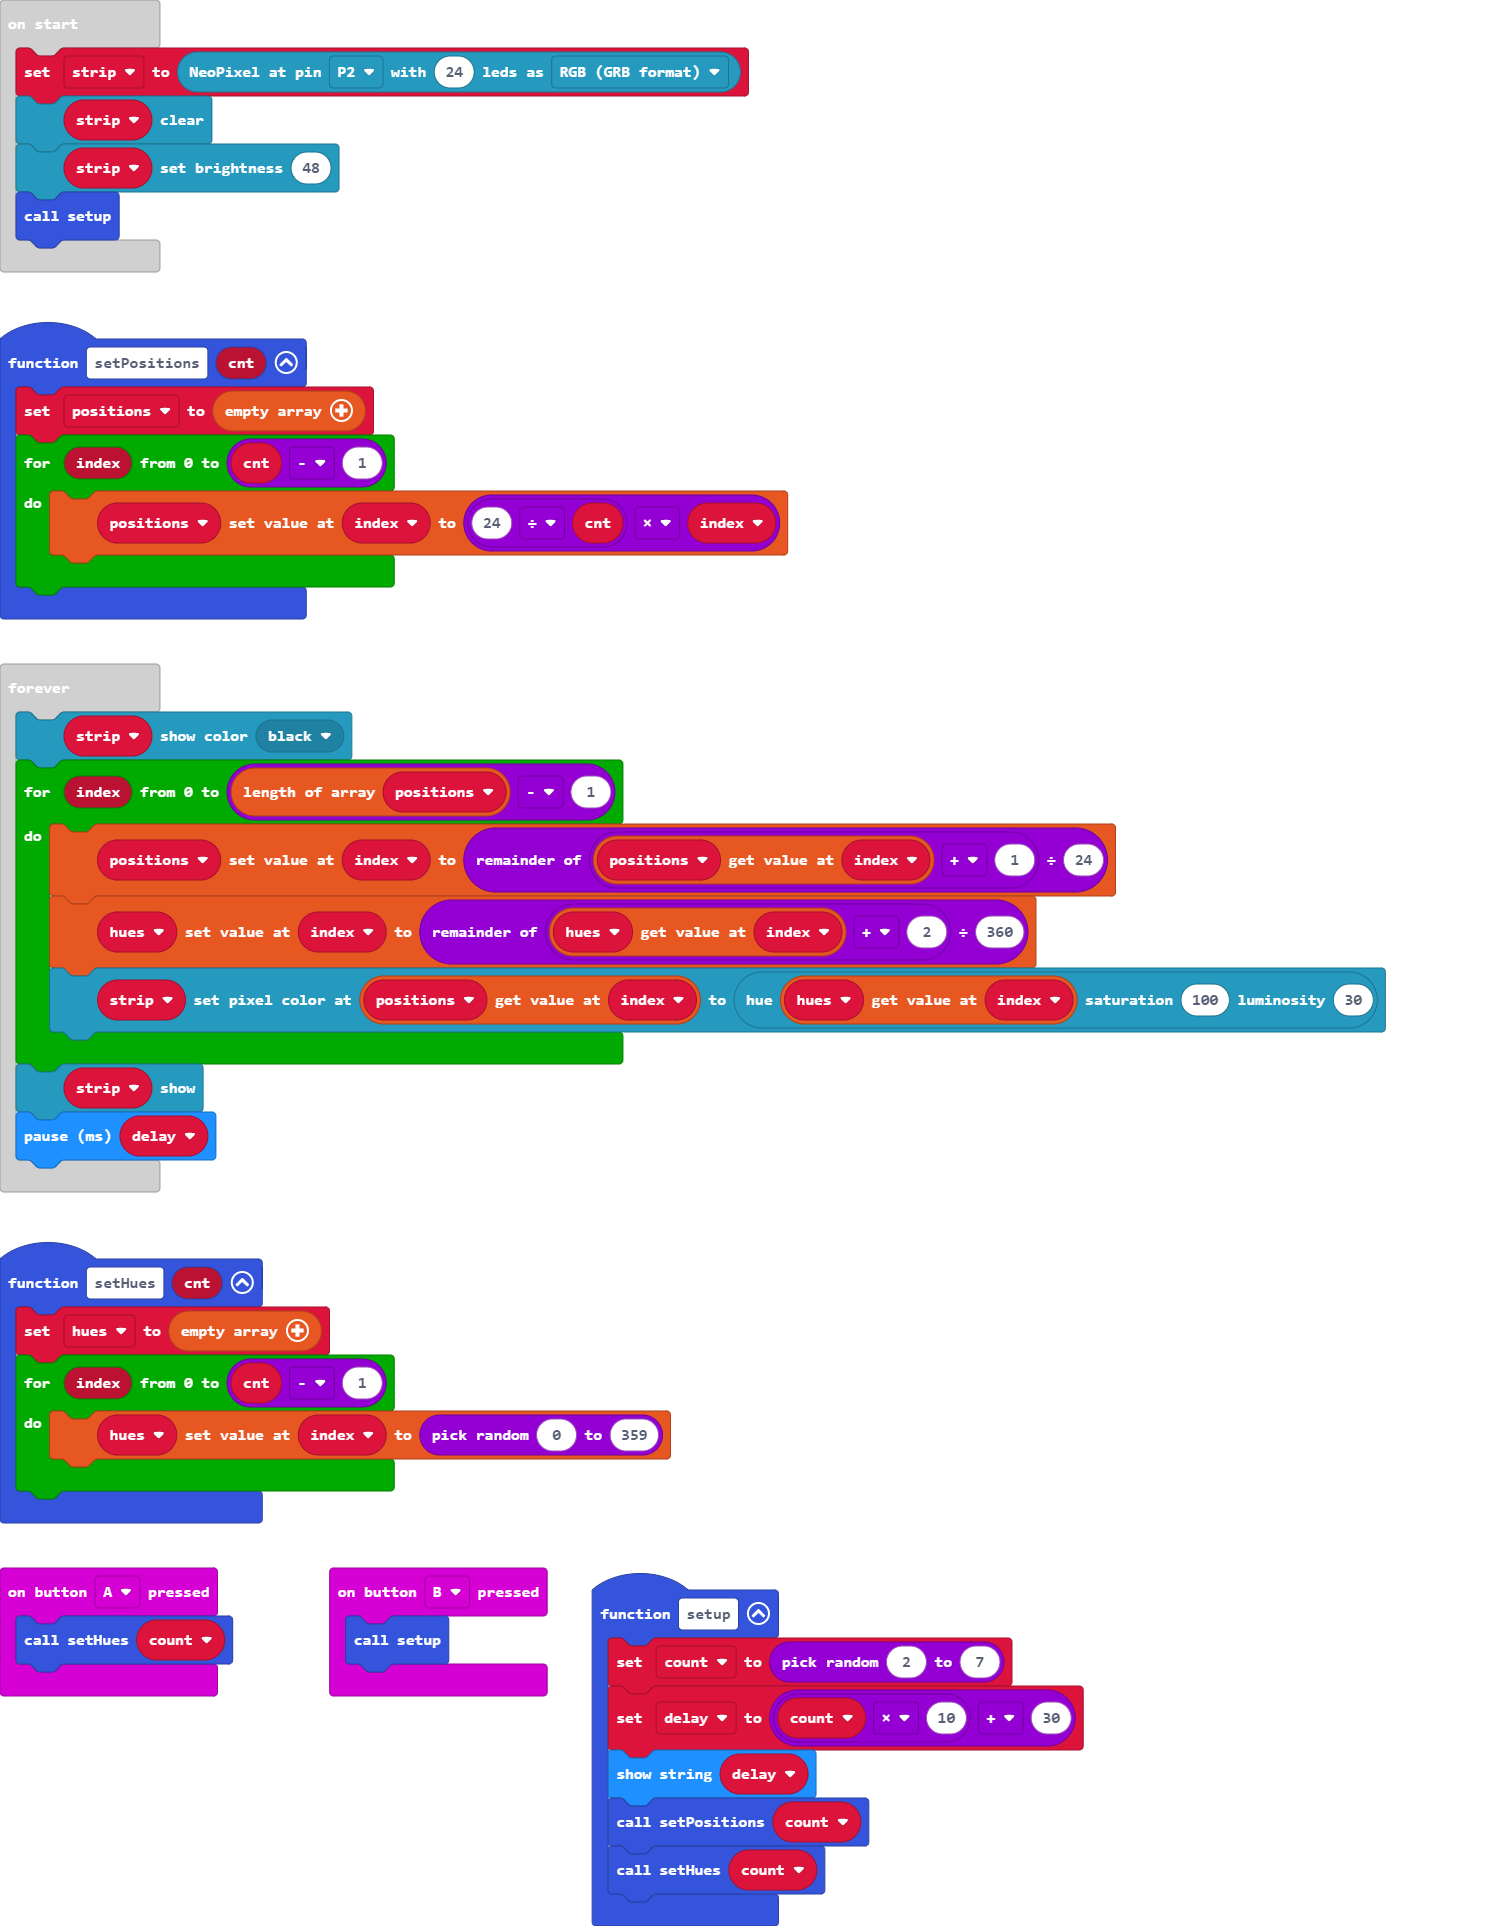 on start
set strip to NeoPixel at pin P2 with 24 leds as RGB (GRB format)
strip clear
strip set brightness 48
call setup
function setPositions cnt
set positions to empty array
for index from 0 to cnt - 1
do
positions set value at index to 24 ÷ cnt × index
forever
strip show color black
for index from 0 to length of array positions - 1
do
positions set value at index to remainder of positions get value at index + 1 ÷ 24
hues set value at index to remainder of hues get value at index + 2 ÷ 360
strip set pixel color at positions get value at index to hue hues get value at index saturation 100 luminosity 30
strip show
pause (ms) delay
function setHues cnt
set hues to empty array
for index from 0 to cnt - 1
do
hues set value at index to pick random 0 to 359
on button A pressed
call setHues count
on button B pressed
call setup
function setup
set count to pick random 2 to 7
set delay to count × 10 + 30
show string delay
call setPositions count
call setHues count